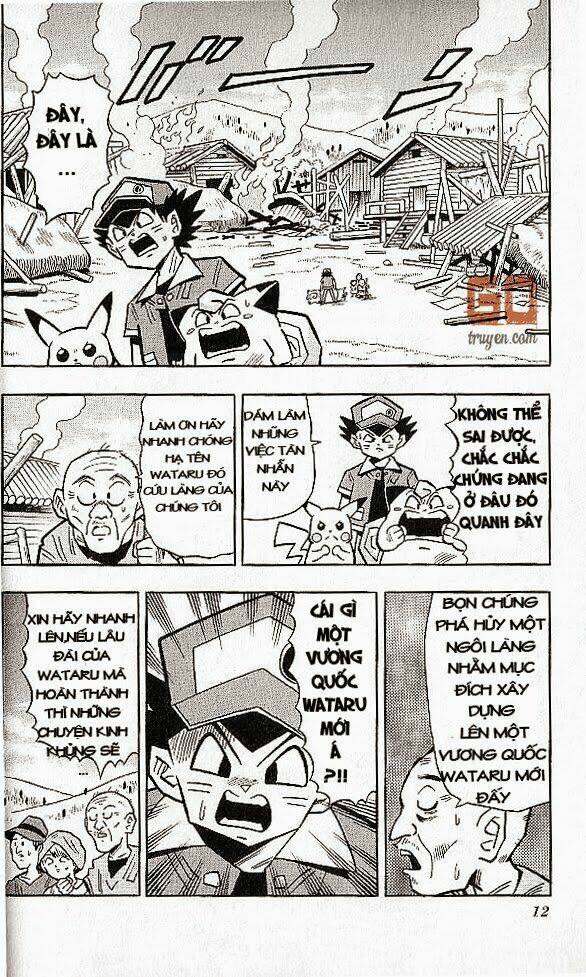 ĐÂY,
ĐÂY LÀ
...
GO
truyen.com
KHÔNG THỂ
SAI ĐƯỢC,
CHẮC CHẮC
CHÚNG ĐANG
Ở ĐÂU ĐÓ
QUANH ĐÂY
DÁM LÀM
NHỮNG
VIỆC TÀN
NHẪN
NÀY
LÀM ƠN HÃY
NHANH CHÓNG
HẠ TÊN
WATARU ĐÓ
CỨU LÀNG CỦA
CHÚNG TÔI
BỌN CHÚNG
PHÁ HỦY MỘT
NGÔI LÀNG
NHẰM MỤC
ĐÍCH XÂY
DỰNG
LÊN MỘT
VƯƠNG QUỐC
WATARU MỚI
ĐẤY
CÁI GÌ
MỘT
VƯƠNG
QUỐC
WATARU
MỚI
Á
?!!
XIN HÃY NHANH
LÊN,NẾU LÂU
ĐÀI CỦA
WATARU MÀ
HOÀN THÀNH
THÌ NHỮNG
CHUYỆN KINH
KHỦNG SẼ
...
12